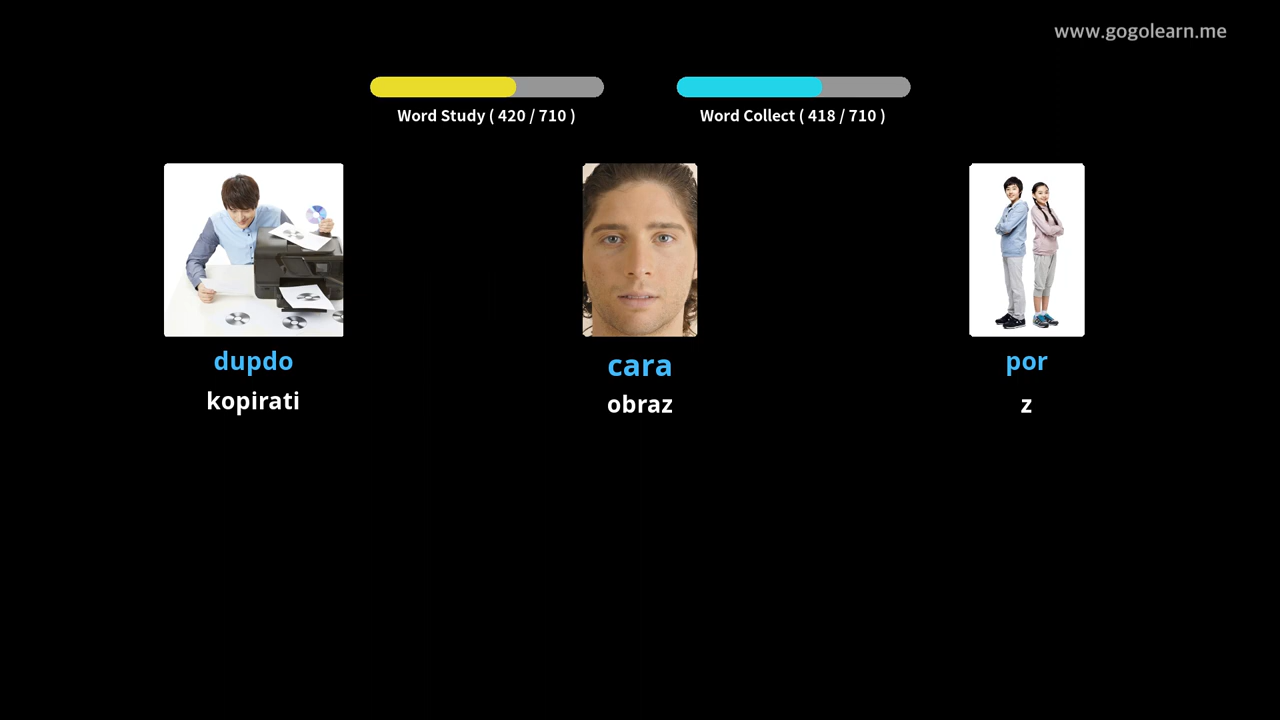 www.gogolearn.me
Word Study ( 420 / 710 )
Word Collect ( 418 / 710 )
dupdo
cara
por
kopirati
obraz
z